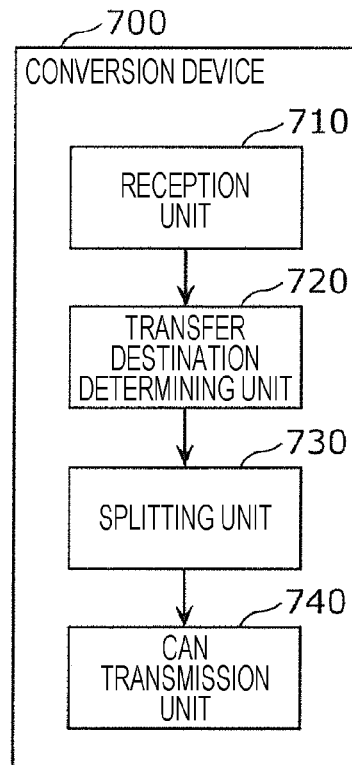 700
CONVERSION DEVICE
710
RECEPTION
UNIT
720
TRANSFER
DESTINATION
DETERMINING UNIT
730
SPLITTING UNIT
740
CAN
TRANSMISSION
UNIT